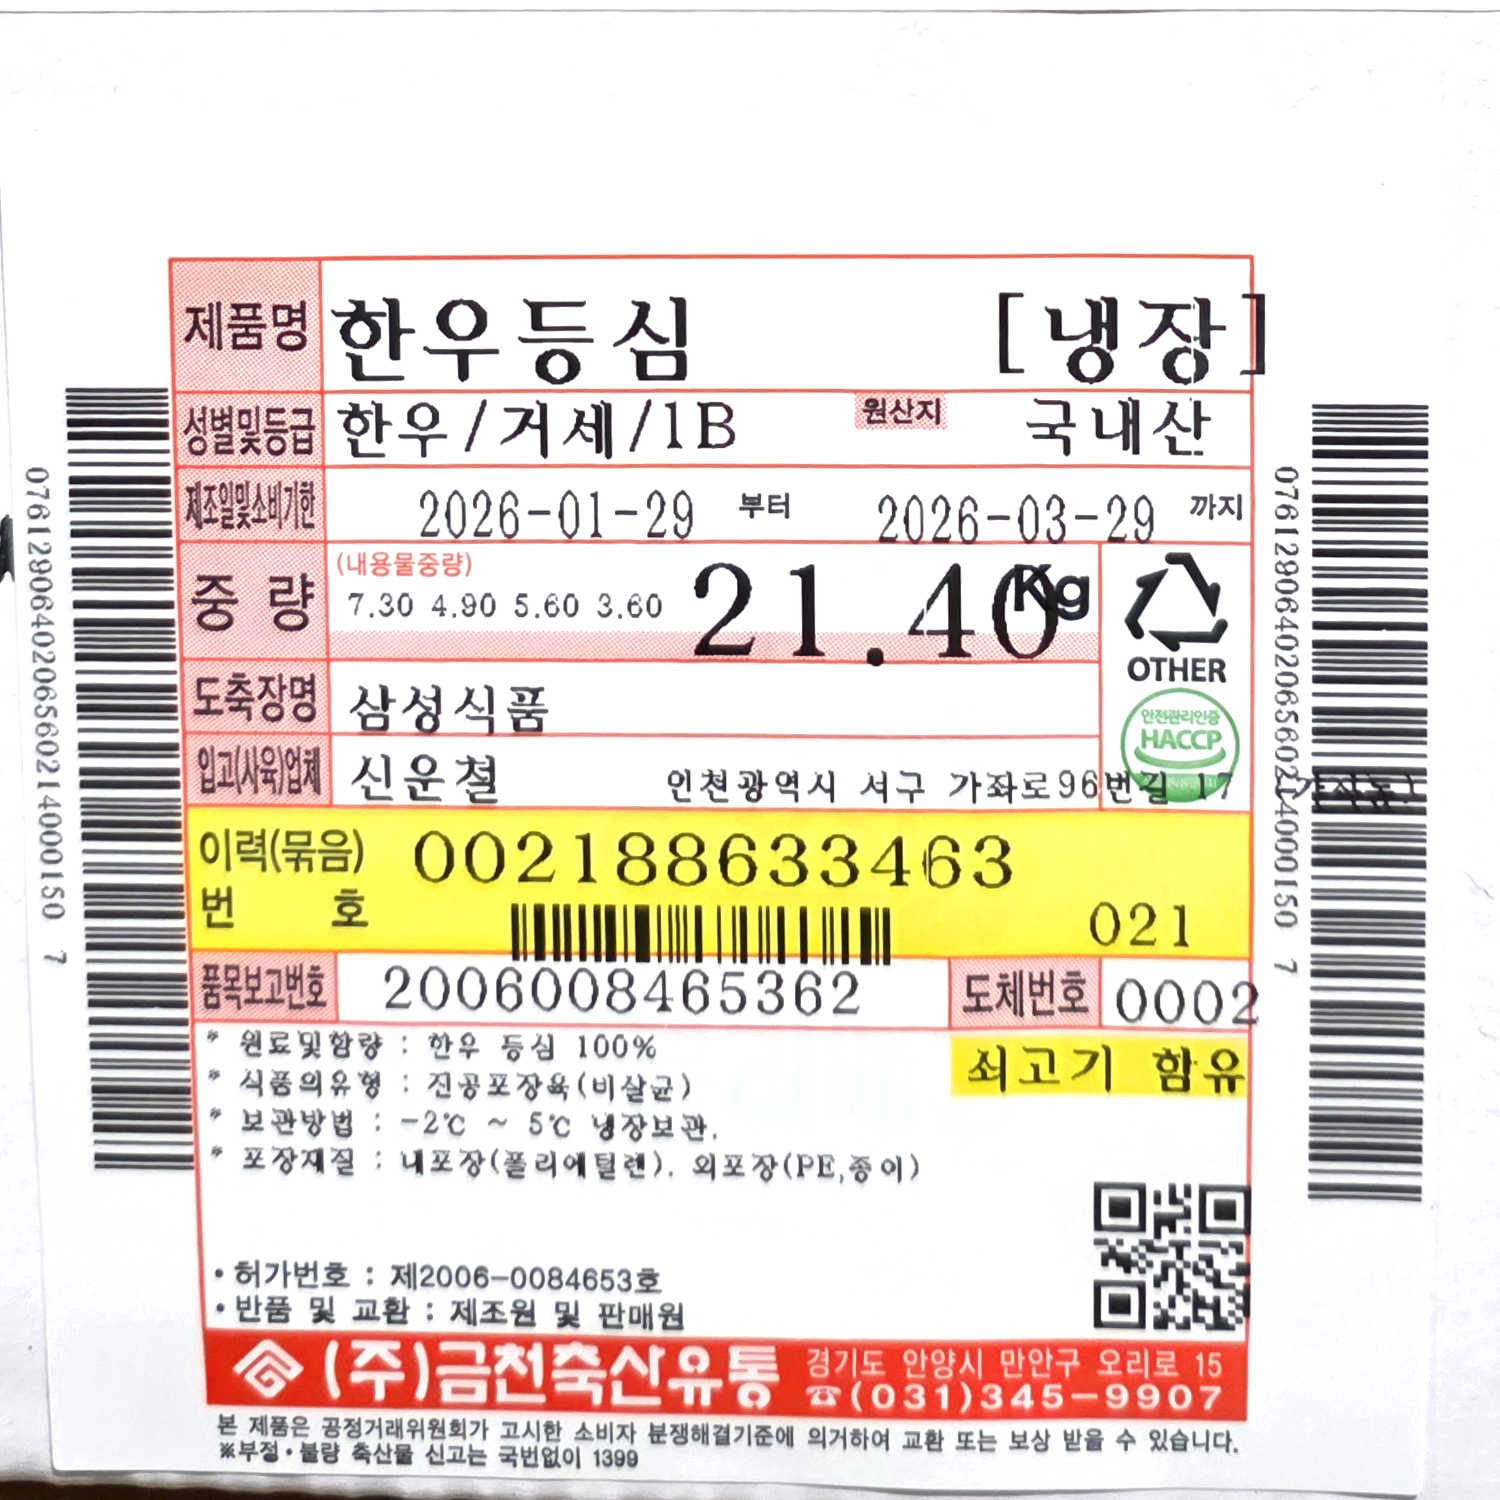 제품명 한우등심 [냉장]
성별및등급 한우/거세/1B 원산지 국내산
제조일및소비기한 2026-01-29 부터 2026-03-29 까지
중 량 (내용물중량) 7.30 4.90 5.60 3.60 21.40 Kg
OTHER
도축장명 삼성식품
안전관리인증
HACCP
입고(사육)업체 신운철 인천광역시 서구 가좌로96번길 17
이력(묶음)번 호 002188633463
021
품목보고번호 2006008465362 도체번호 0002
* 원료및함량 : 한우 등심 100%
쇠고기 함유
* 식품의유형 : 진공포장육(비살균)
* 보관방법 : -2℃ ~ 5℃ 냉장보관.
* 포장재질 : 내포장(폴리에틸렌). 외포장(PE,종이)
• 허가번호 : 제2006-0084653호
• 반품 및 교환 : 제조원 및 판매원
(주)금천축산유통 경기도 안양시 만안구 오리로 15
☎(031)345-9907
본 제품은 공정거래위원회가 고시한 소비자 분쟁해결기준에 의거하여 교환 또는 보상 받을 수 있습니다.
※부정·불량 축산물 신고는 국번없이 1399
076129064020656021400015​0 7
076129064020656021400015​0 7